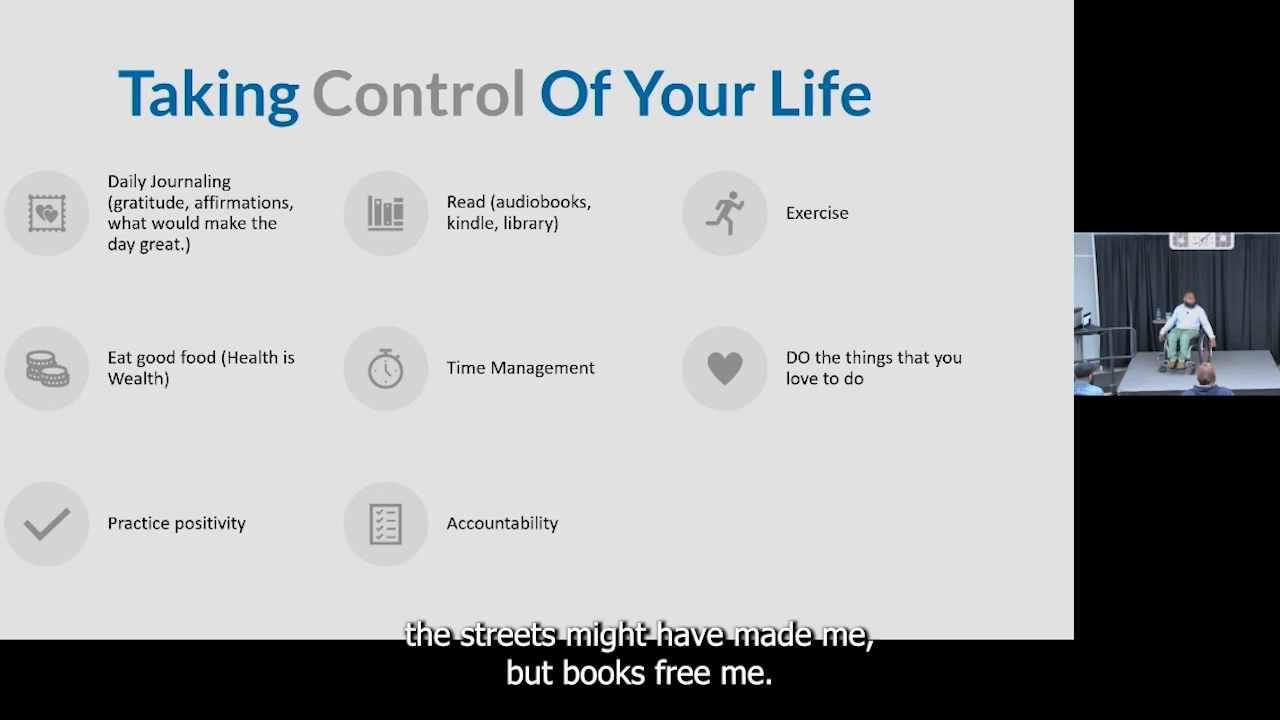 Taking Control Of Your Life
Daily Journaling
(gratitude, affirmations,
what would make the
day great.)
Read (audiobooks,
kindle, library)
Exercise
Eat good food (Health is
Wealth)
Time Management
DO the things that you
love to do
Practice positivity
Accountability
the streets might have made me,
but books free me.